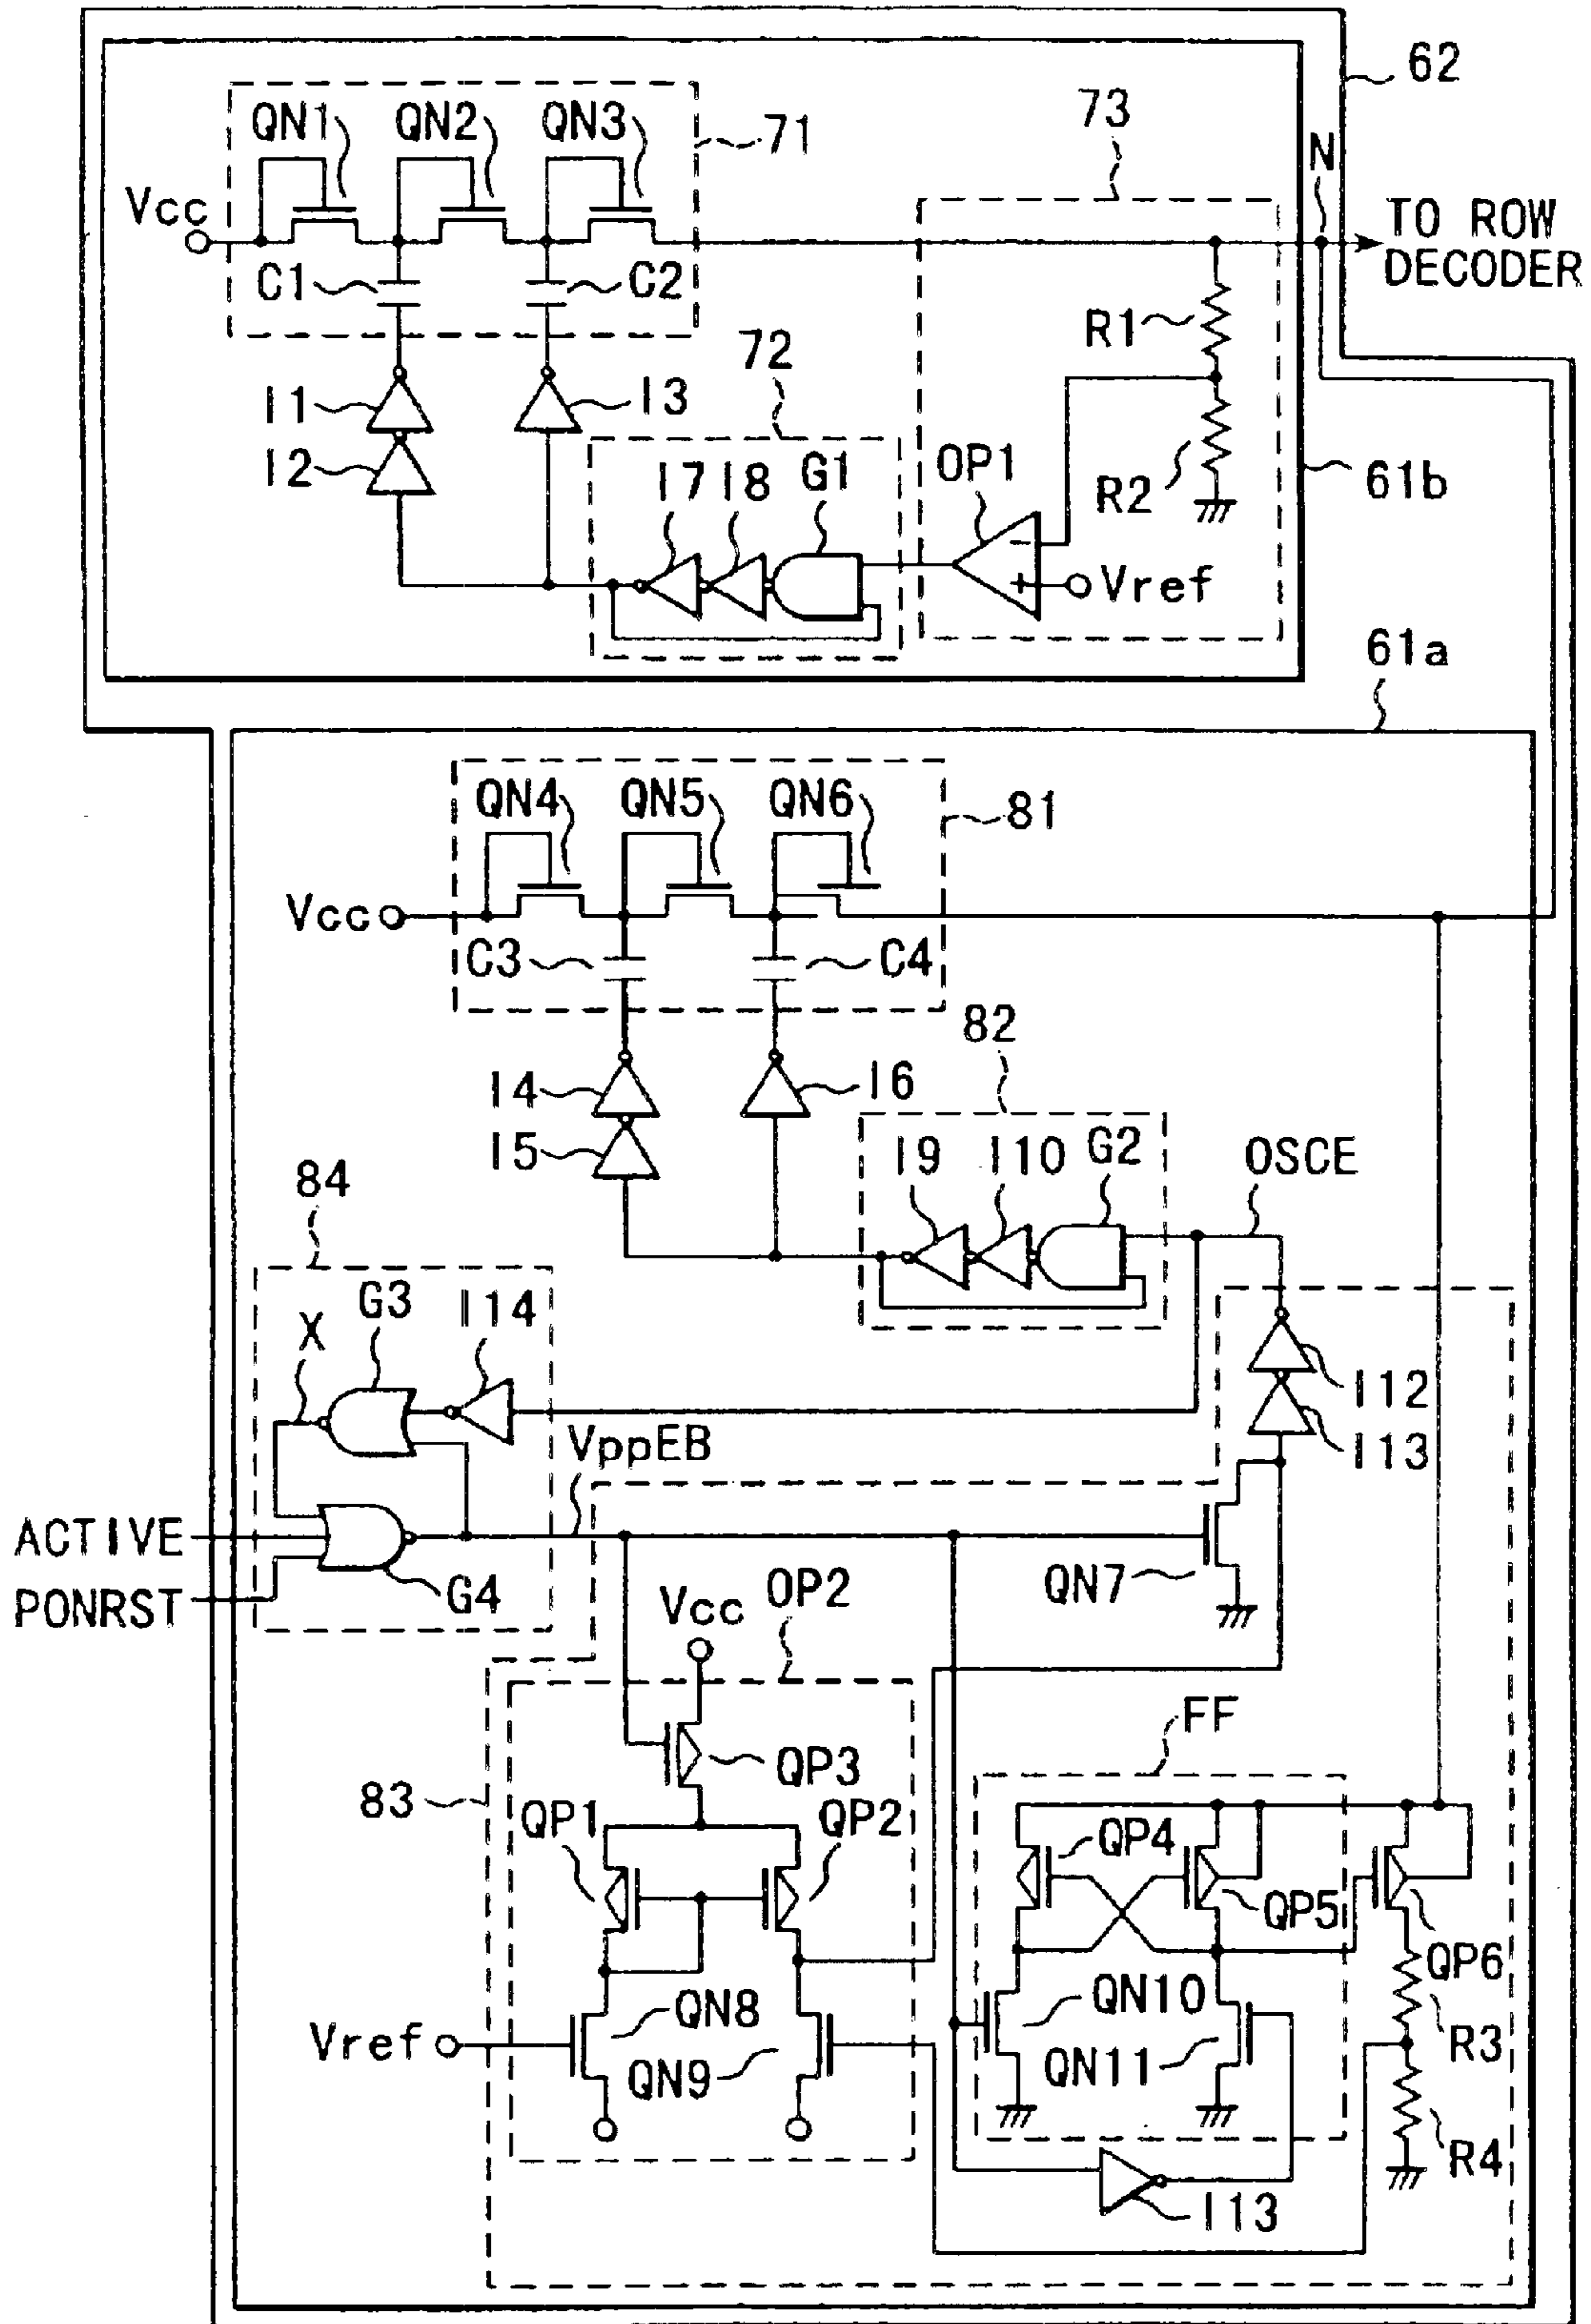 62
73
QN1
QN2
QN3
71
N
Vcc
TO ROW
DECODER
C1
C2
R1
72
I1
I3
I2
I7
I8
G1
OP1
R2
61b
Vref
61a
QN4
QN5
QN6
81
Vcc
C3
C4
82
I4
I6
I5
I9
I10
G2
OSCE
84
G3
I14
X
I12
VppEB
I13
ACTIVE
QN7
PONRST
G4
OP2
Vcc
FF
QP3
83
QP1
QP2
QP4
QP5
QP6
QN8
QN10
Vref
R3
QN9
QN11
R4
I13